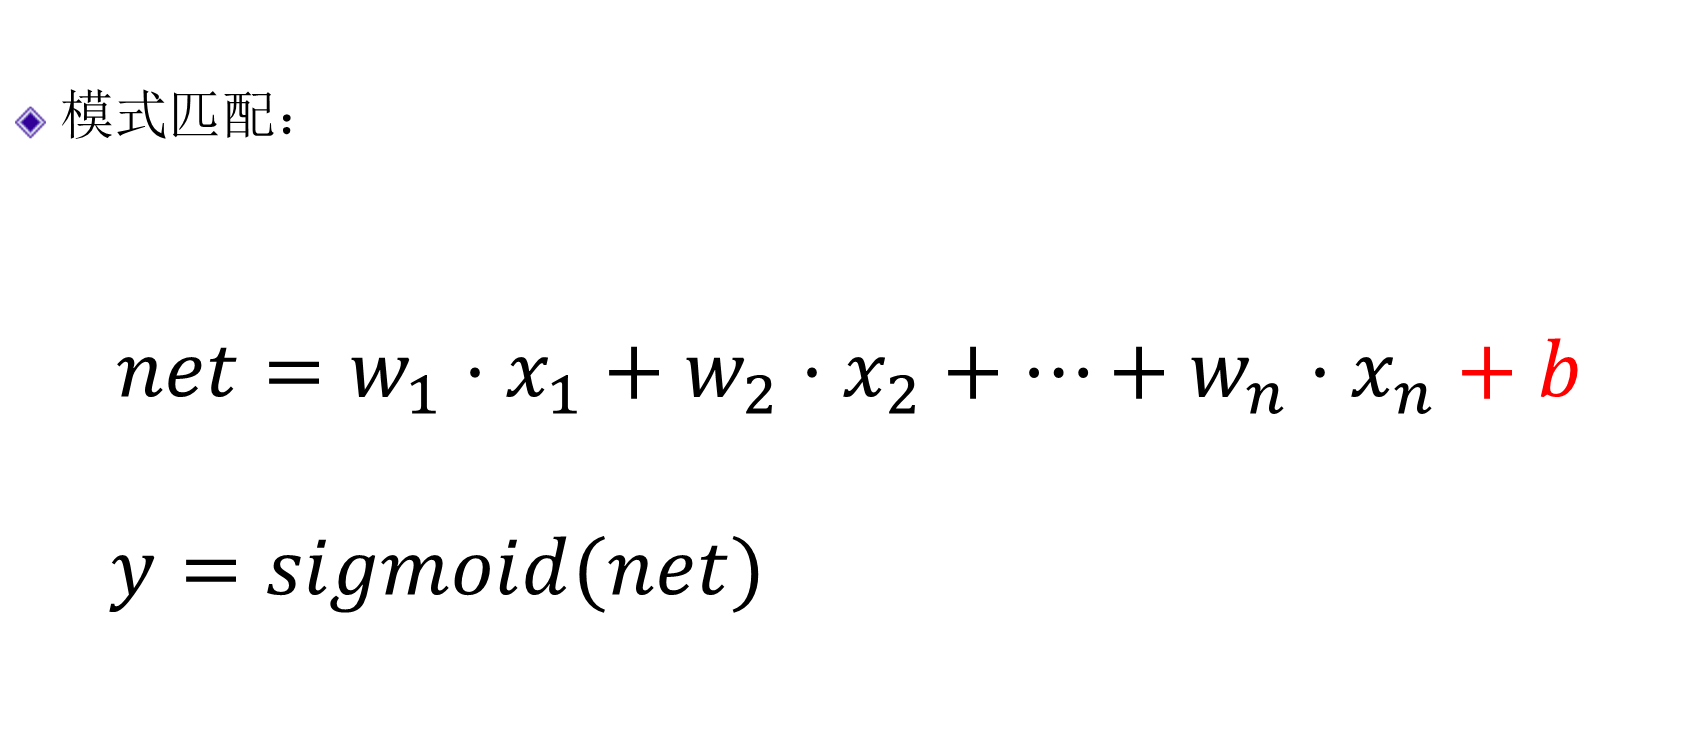 模式匹配：
net = w₁ · x₁ + w₂ · x₂ + ⋯ + wₙ · xₙ + b
y = sigmoid(net)